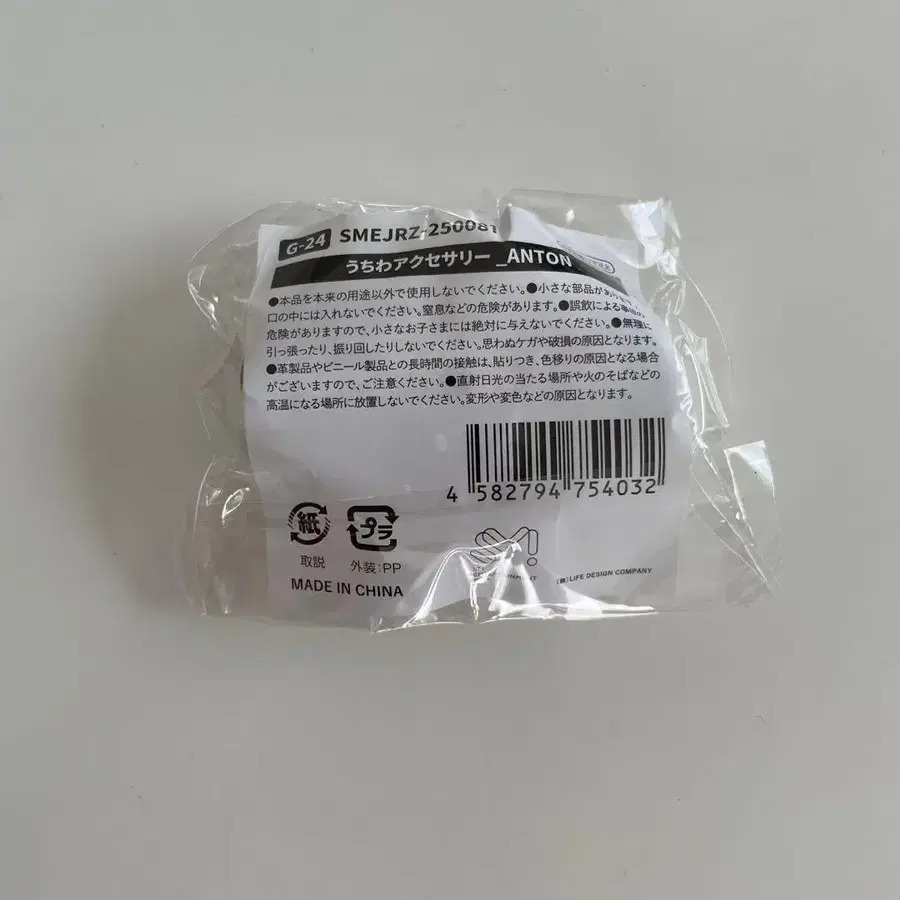 G-24 SMEJRZ-250081
うちわアクセサリー _ANTON
●本品を本来の用途以外で使用しないでください。●小さな部品があります。
口の中には入れないでください。窒息などの危険があります。●誤飲による事故の
危険がありますので、小さなお子さまには絶対に与えないでください。●無理に
引っ張ったり、振り回したりしないでください。思わぬケガや破損の原因となります。
●革製品やビニール製品との長時間の接触は、貼りつき、色移りの原因となる場合
がございますので、ご注意ください。●直射日光の当たる場所や火のそばなどの
高温になる場所に放置しないでください。変形や変色などの原因となります。
4 582794 754032
紙 プラ
取説 外装:PP
MADE IN CHINA
(株)LIFE DESIGN COMPANY